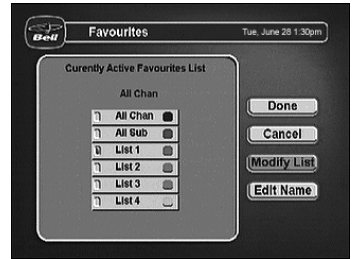 Bell
Favourites
Tue, June 28 1:30pm
Curently Active Favourites List
All Chan
All Chan
All Sub
List 1
List 2
List 3
List 4
Done
Cancel
Modify List
Edit Name